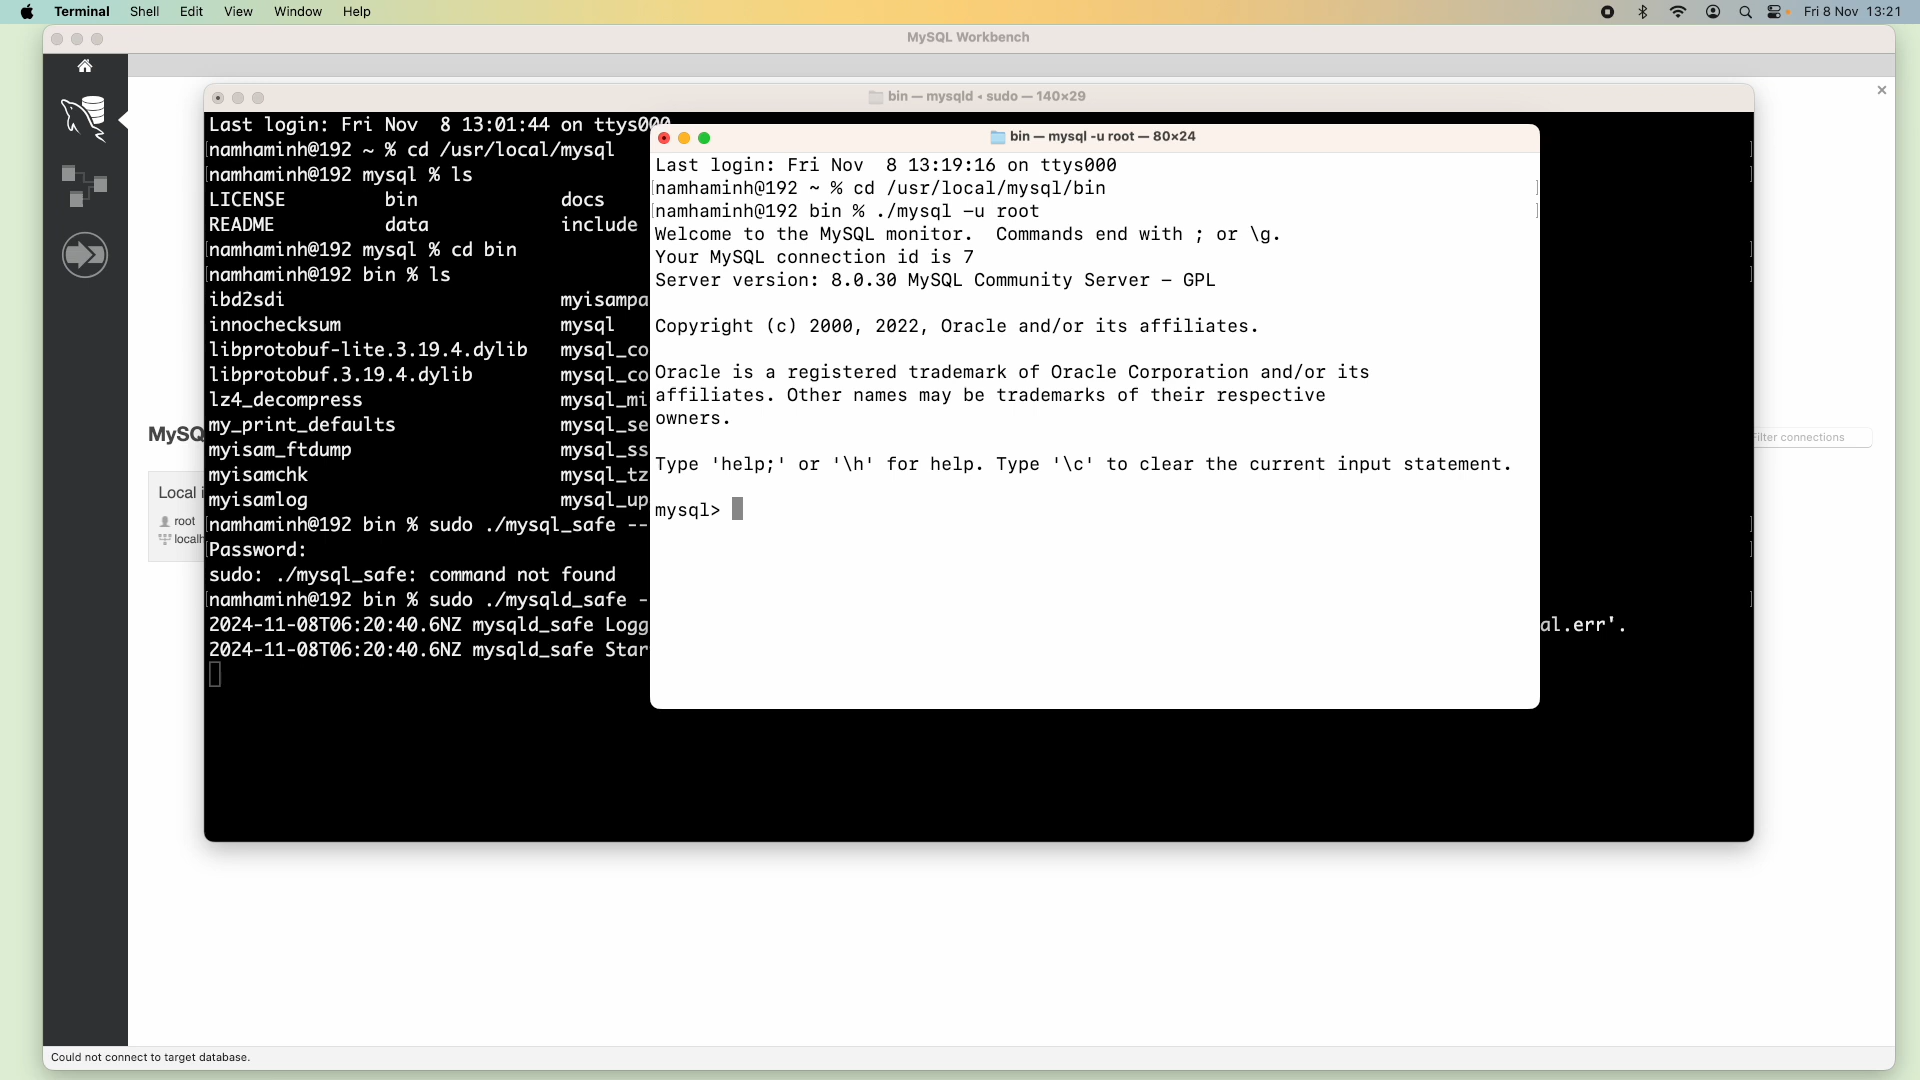 Terminal Shell Edit View Window Help
Fri 8 Nov 13:21
MySQL Workbench
bin — mysqld ◂ sudo — 140×29
Last login: Fri Nov  8 13:01:44 on ttys000
namhaminh@192 ~ % cd /usr/local/mysql
namhaminh@192 mysql % ls
LICENSE bin docs
README data include
namhaminh@192 mysql % cd bin
namhaminh@192 bin % ls
ibd2sdi myisampa
innochecksum mysql
libprotobuf-lite.3.19.4.dylib mysql_co
libprotobuf.3.19.4.dylib mysql_co
lz4_decompress mysql_mi
my_print_defaults mysql_se
myisam_ftdump mysql_ss
myisamchk mysql_tz
myisamlog mysql_up
namhaminh@192 bin % sudo ./mysql_safe --
Password:
sudo: ./mysql_safe: command not found
namhaminh@192 bin % sudo ./mysqld_safe -
2024-11-08T06:20:40.6NZ mysqld_safe Logg al.err'.
2024-11-08T06:20:40.6NZ mysqld_safe Star
bin — mysql -u root — 80×24
Last login: Fri Nov  8 13:19:16 on ttys000
namhaminh@192 ~ % cd /usr/local/mysql/bin
namhaminh@192 bin % ./mysql -u root
Welcome to the MySQL monitor.  Commands end with ; or \g.
Your MySQL connection id is 7
Server version: 8.0.30 MySQL Community Server - GPL
Copyright (c) 2000, 2022, Oracle and/or its affiliates.
Oracle is a registered trademark of Oracle Corporation and/or its
affiliates. Other names may be trademarks of their respective
owners.
Type 'help;' or '\h' for help. Type '\c' to clear the current input statement.
mysql>
MySQ
Filter connections
Local i
root
localh
Could not connect to target database.